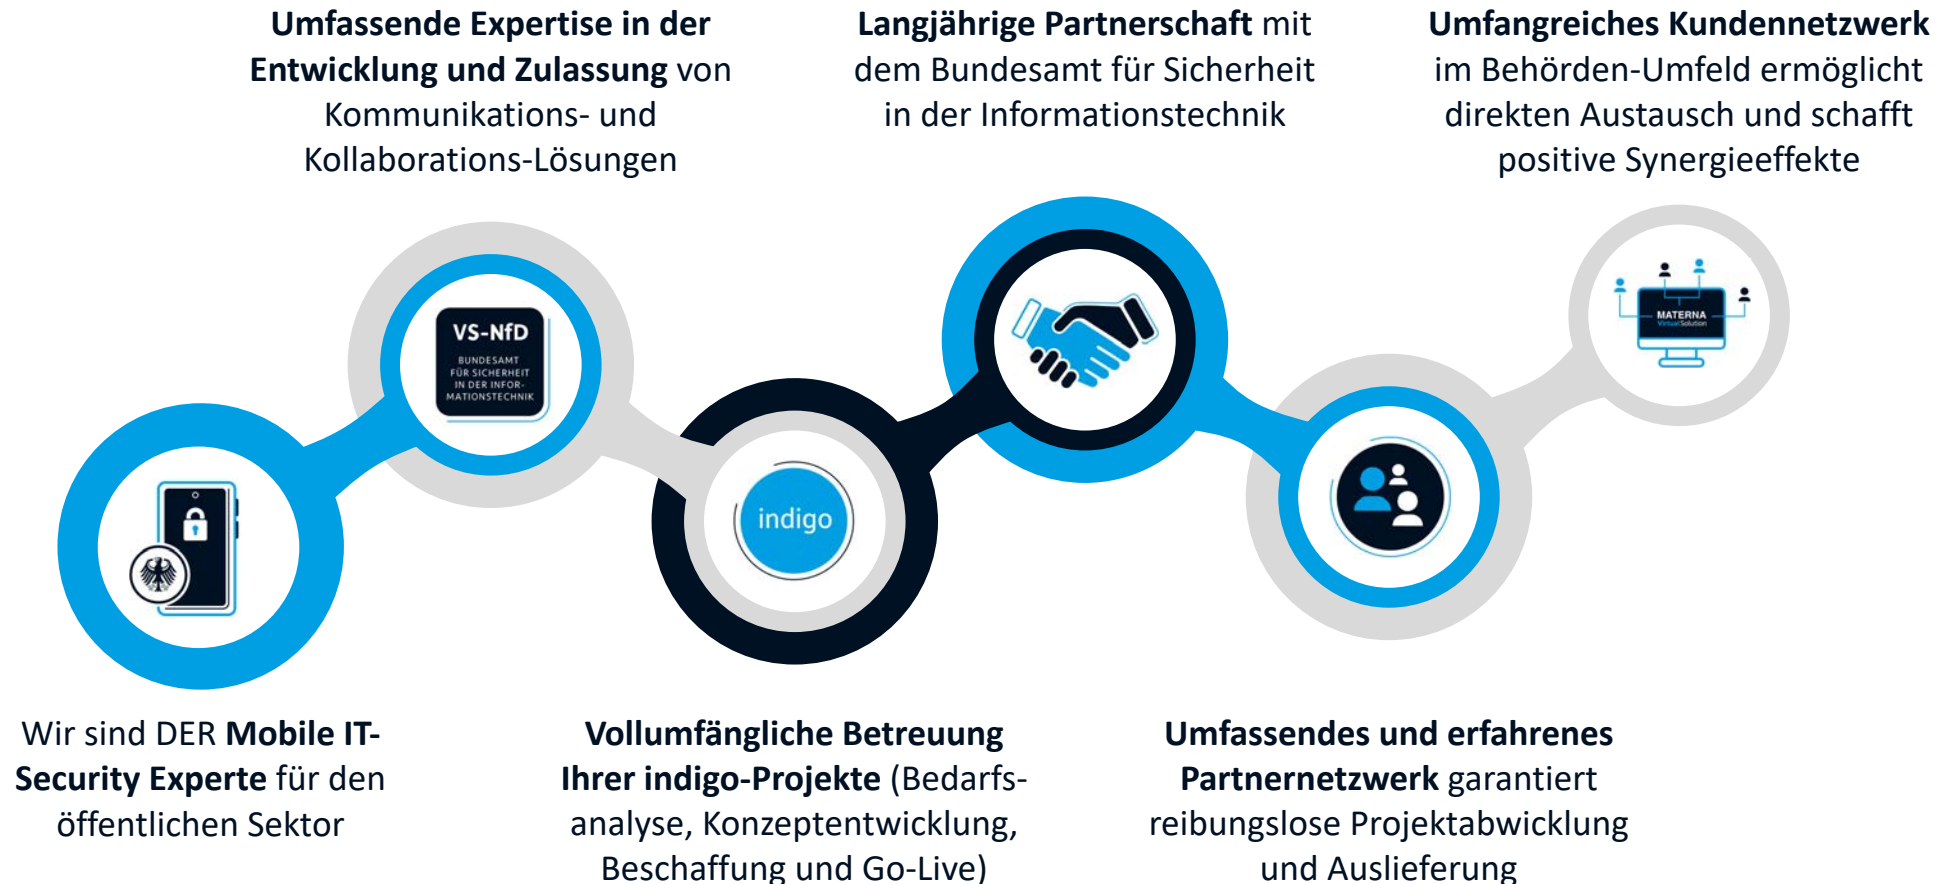 Umfassende Expertise in der
Entwicklung und Zulassung von
Kommunikations- und
Kollaborations-Lösungen
Langjährige Partnerschaft mit
dem Bundesamt für Sicherheit
in der Informationstechnik
Umfangreiches Kundennetzwerk
im Behörden-Umfeld ermöglicht
direkten Austausch und schafft
positive Synergieeffekte
VS-NfD
BUNDESAMT
FÜR SICHERHEIT
IN DER INFOR-
MATIONSTECHNIK
indigo
MATERNA
Virtual Solution
Wir sind DER Mobile IT-
Security Experte für den
öffentlichen Sektor
Vollumfängliche Betreuung
Ihrer indigo-Projekte (Bedarfs-
analyse, Konzeptentwicklung,
Beschaffung und Go-Live)
Umfassendes und erfahrenes
Partnernetzwerk garantiert
reibungslose Projektabwicklung
und Auslieferung